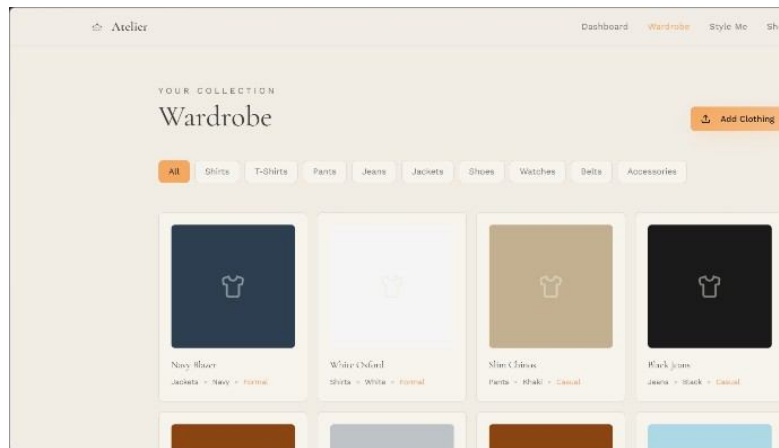 Atelier
Dashboard Wardrobe Style Me Sh
YOUR COLLECTION
Wardrobe
Add Clothing
All Shirts T-Shirts Pants Jeans Jackets Shoes Watches Belts Accessories
Navy Blazer White Oxford Slim Chinos Black Jeans
Jackets • Navy • Formal Shirts • White • Formal Pants • Khaki • Casual Jeans • Black • Casual